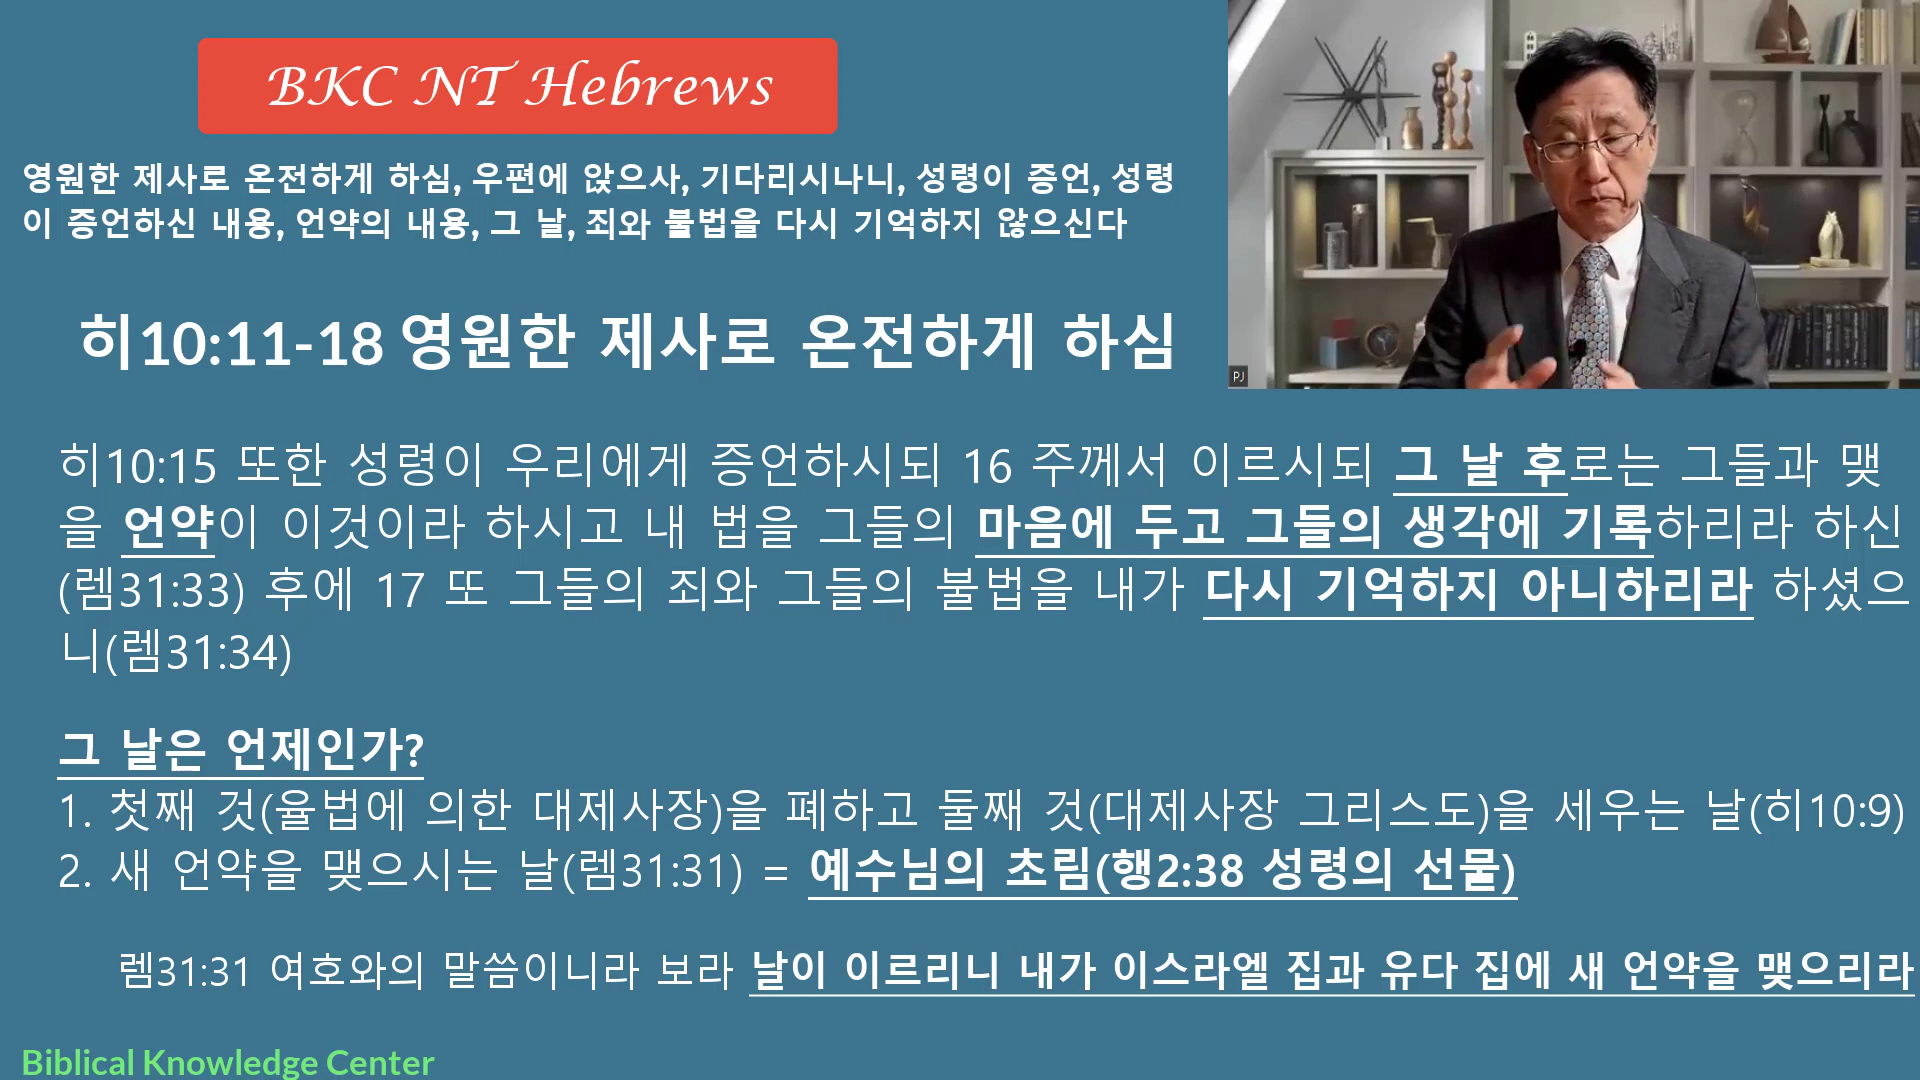 BKC NT Hebrews
영원한 제사로 온전하게 하심, 우편에 앉으사, 기다리시나니, 성령이 증언, 성령
이 증언하신 내용, 언약의 내용, 그 날, 죄와 불법을 다시 기억하지 않으신다
히10:11-18 영원한 제사로 온전하게 하심
PJ
히10:15 또한 성령이 우리에게 증언하시되 16 주께서 이르시되 그 날 후로는 그들과 맺
을 언약이 이것이라 하시고 내 법을 그들의 마음에 두고 그들의 생각에 기록하리라 하신
(렘31:33) 후에 17 또 그들의 죄와 그들의 불법을 내가 다시 기억하지 아니하리라 하셨으
니(렘31:34)
그 날은 언제인가?
1. 첫째 것(율법에 의한 대제사장)을 폐하고 둘째 것(대제사장 그리스도)을 세우는 날(히10:9)
2. 새 언약을 맺으시는 날(렘31:31) = 예수님의 초림(행2:38 성령의 선물)
렘31:31 여호와의 말씀이니라 보라 날이 이르리니 내가 이스라엘 집과 유다 집에 새 언약을 맺으리라
Biblical Knowledge Center